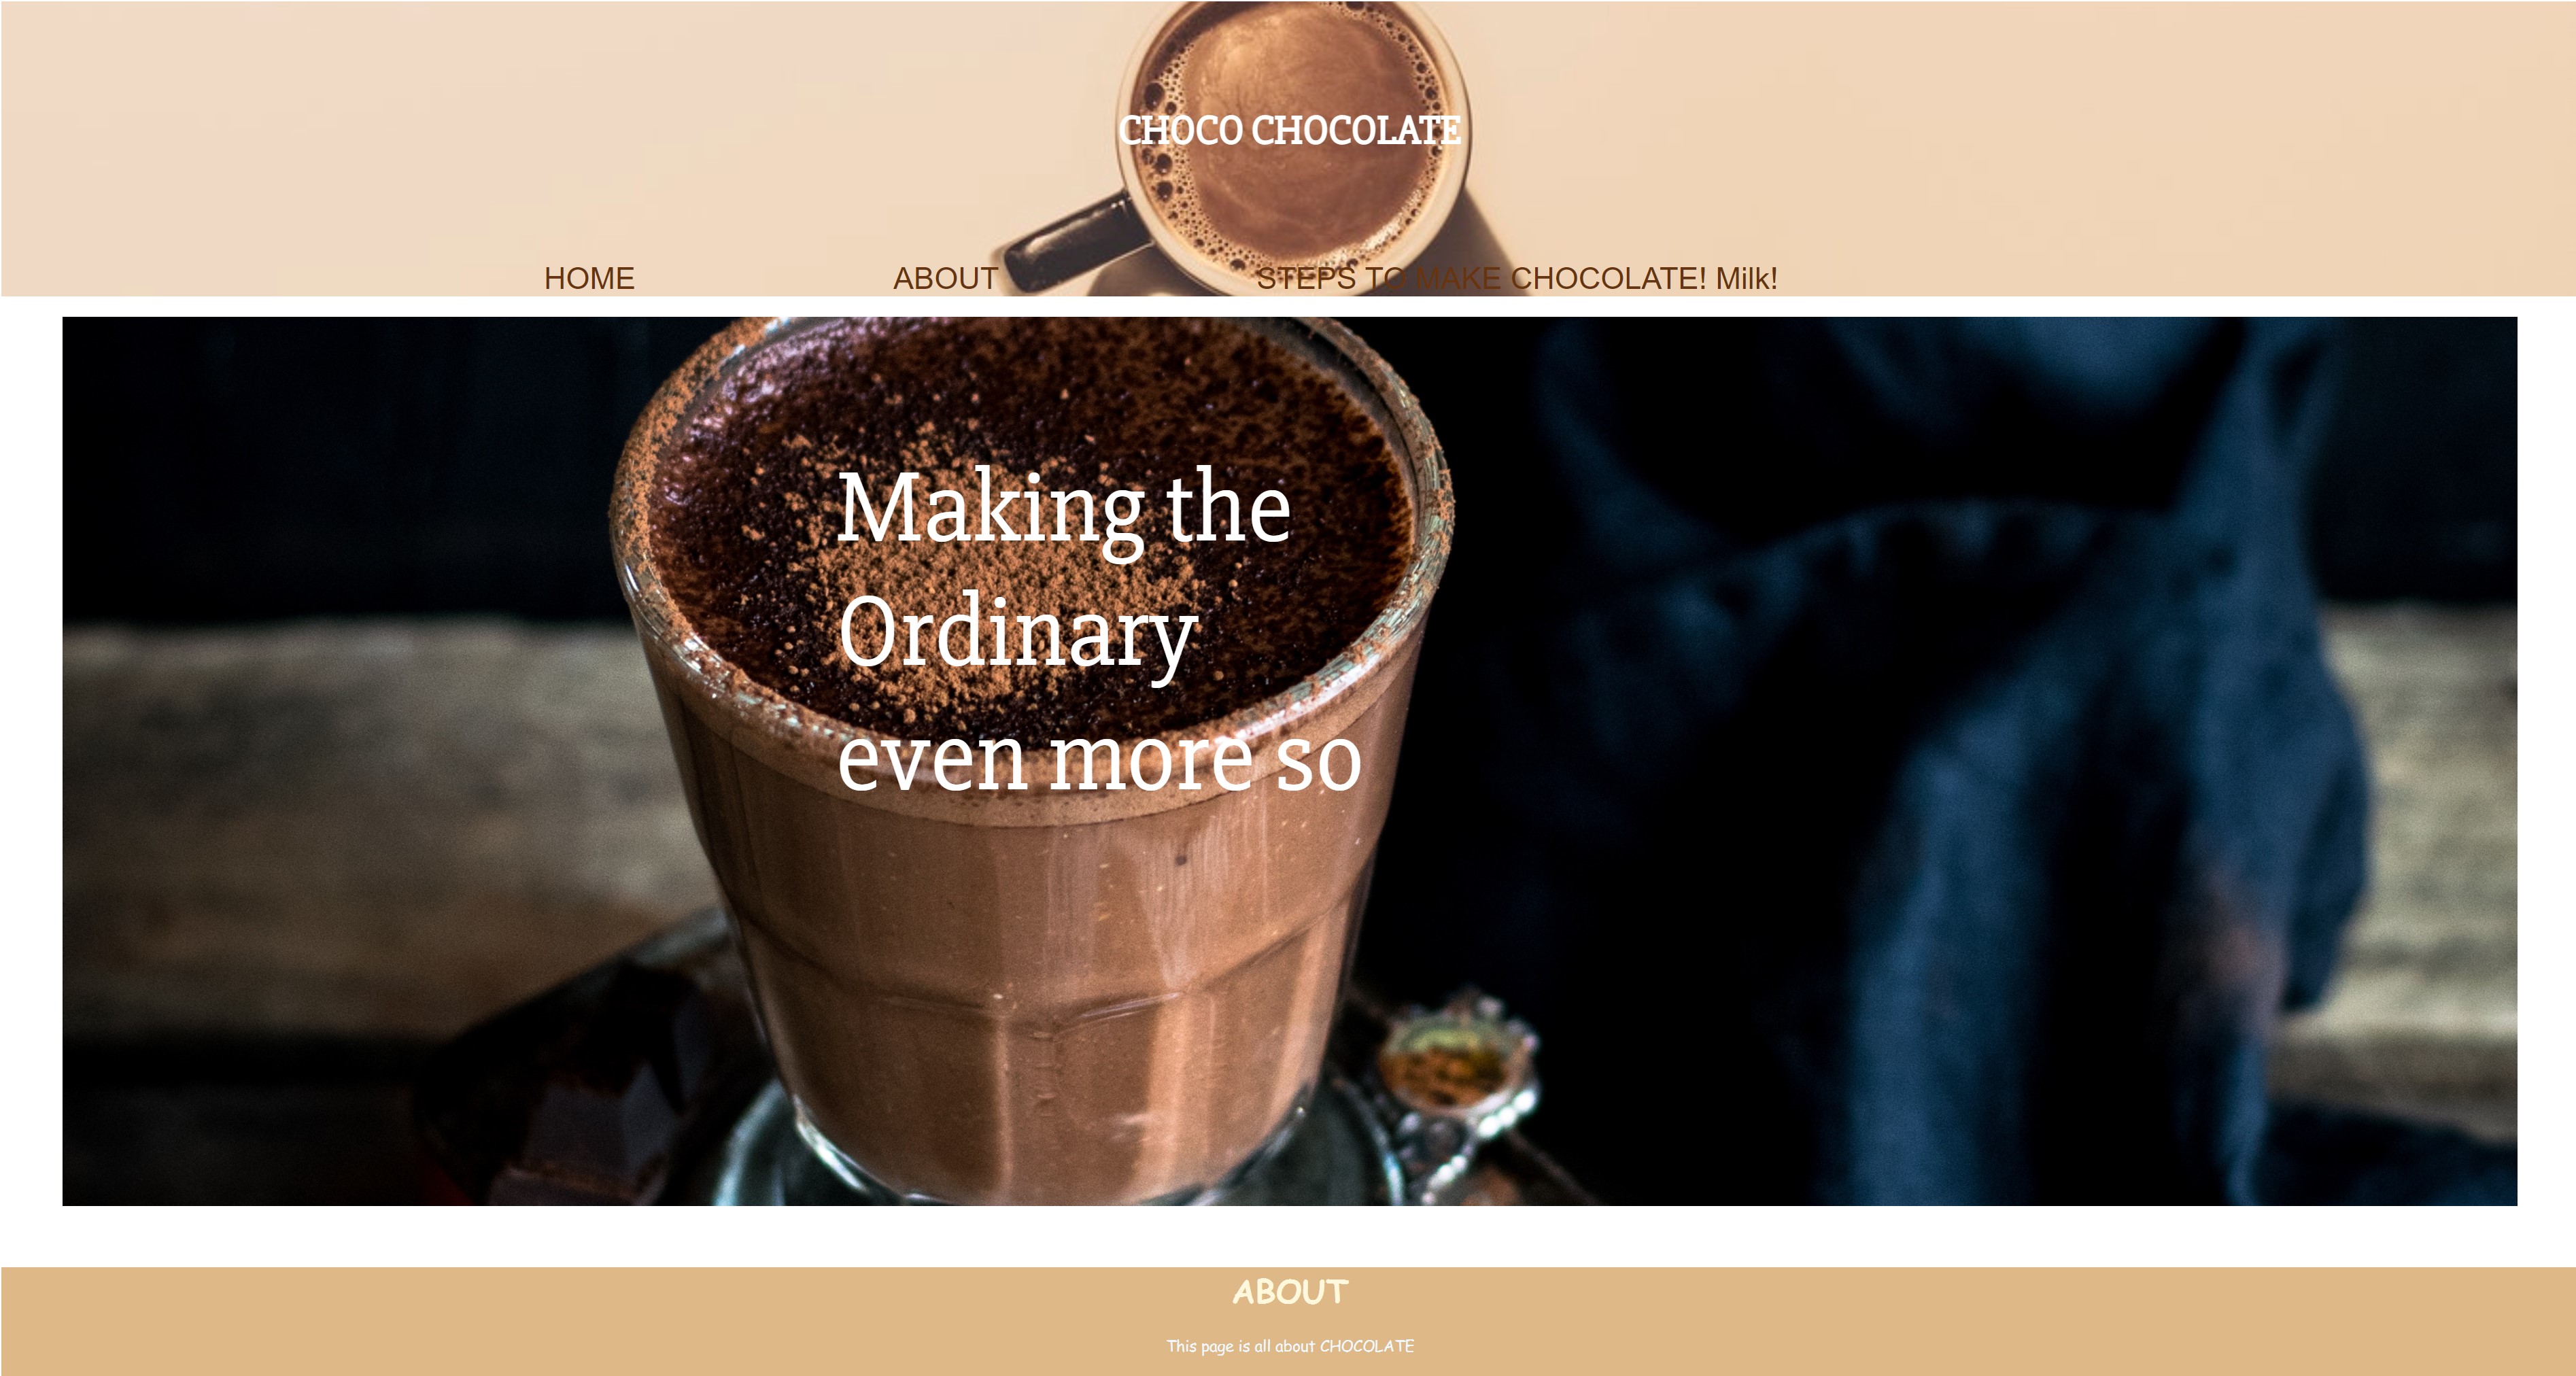 CHOCO CHOCOLATE
HOME ABOUT STEPS TO MAKE CHOCOLATE! Milk!
Making the
Ordinary
even more so
ABOUT
This page is all about CHOCOLATE